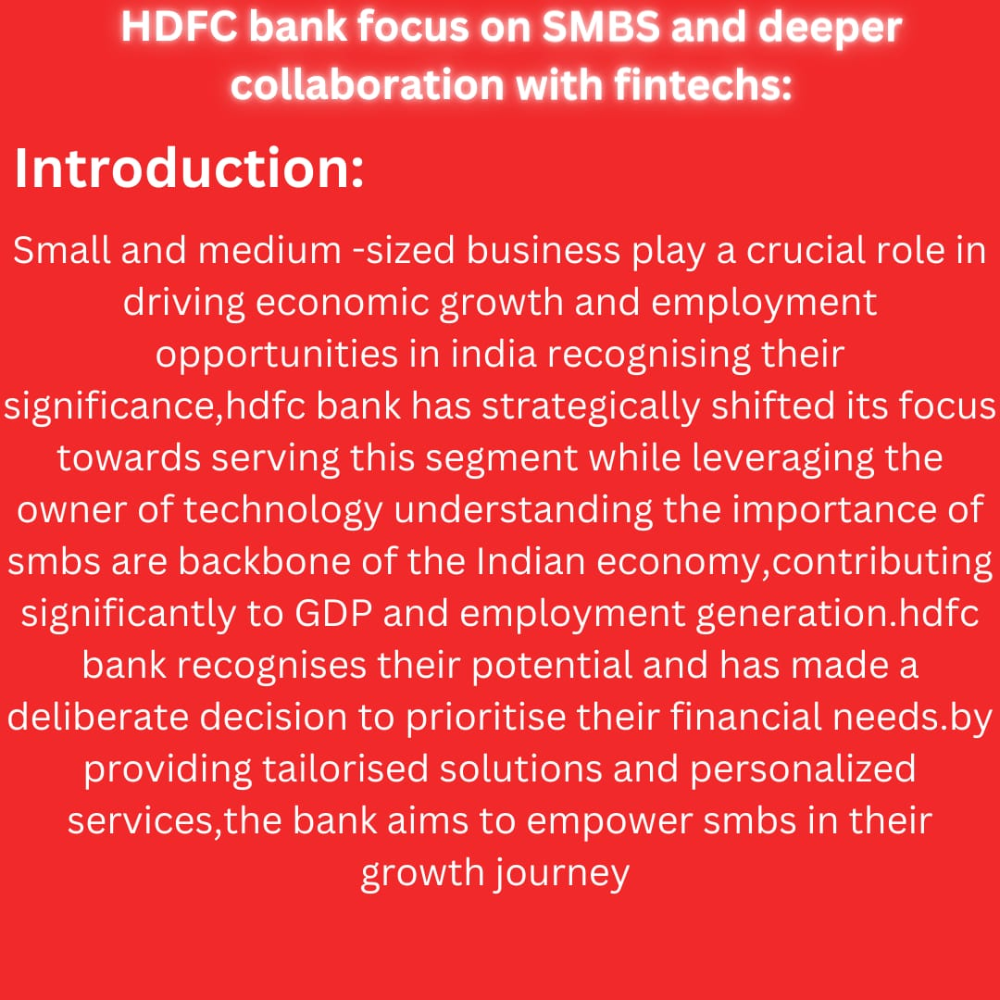 HDFC bank focus on SMBS and deeper
collaboration with fintechs:
Introduction:
Small and medium -sized business play a crucial role in
driving economic growth and employment
opportunities in india recognising their
significance,hdfc bank has strategically shifted its focus
towards serving this segment while leveraging the
owner of technology understanding the importance of
smbs are backbone of the Indian economy,contributing
significantly to GDP and employment generation.hdfc
bank recognises their potential and has made a
deliberate decision to prioritise their financial needs.by
providing tailorised solutions and personalized
services,the bank aims to empower smbs in their
growth journey